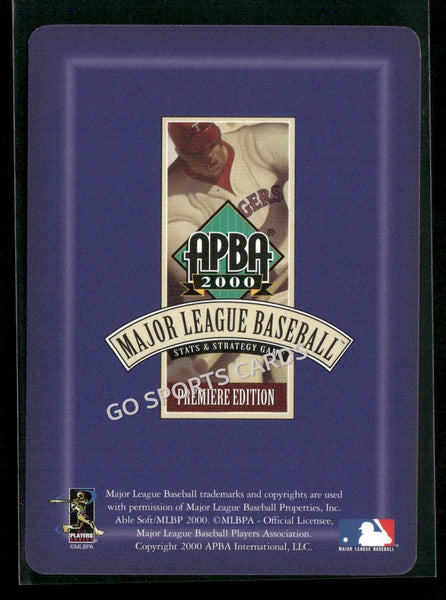 T
GERS
APBA®
2000
MAJOR LEAGUE BASEBALL™
STATS & STRATEGY GAME
GO SPORTS CARDS
PREMIERE EDITION
Major League Baseball trademarks and copyrights are used
with permission of Major League Baseball Properties, Inc.
Able Soft/MLBP 2000. ©MLBPA - Official Licensee,
Major League Baseball Players Association.
Copyright 2000 APBA International, LLC.
PLAYERS
©MLBPA
MAJOR LEAGUE BASEBALL